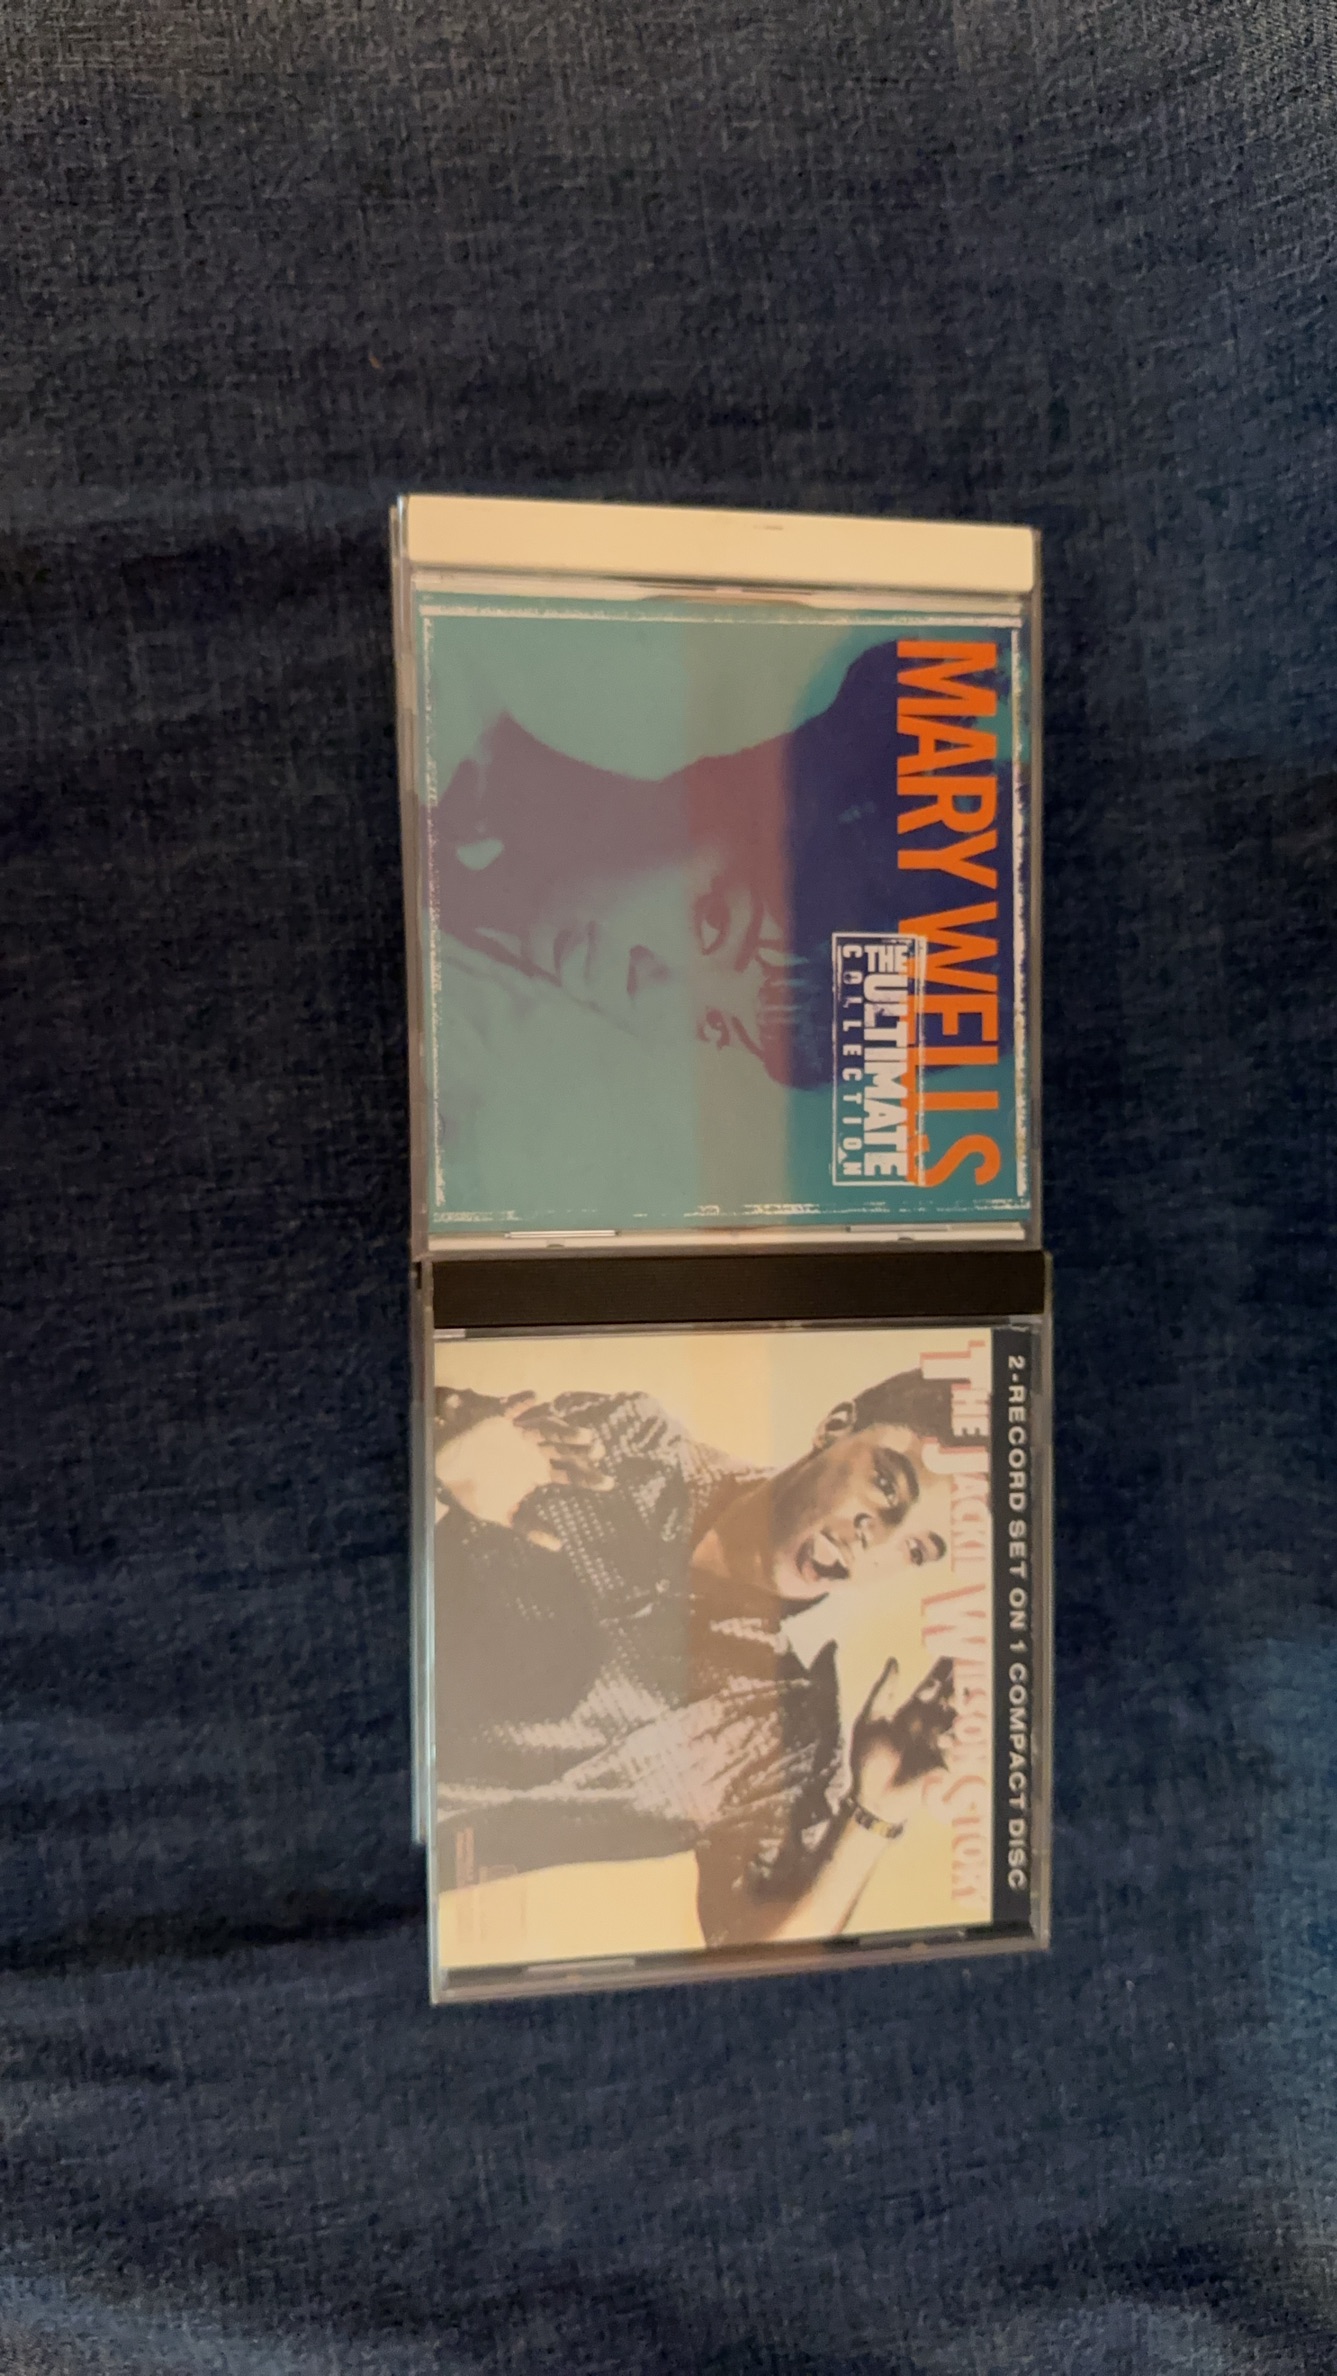 MARY WELLS
THE ULTIMATE
COLLECTION
2-RECORD SET ON 1 COMPACT DISC
THE JACKIE WILSON STORY